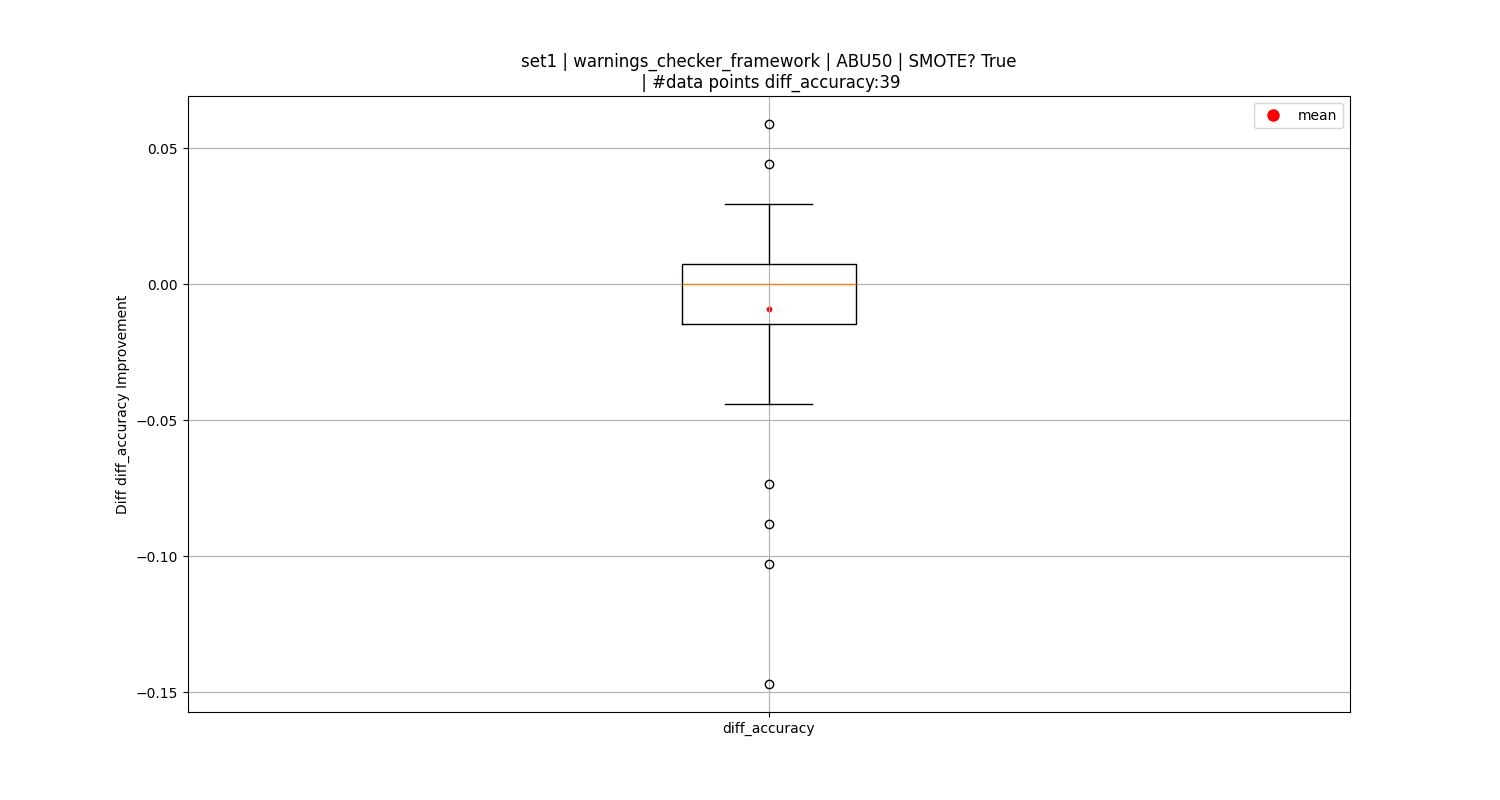 set1 | warnings_checker_framework | ABU50 | SMOTE? True
| #data points diff_accuracy:39
mean
0.05
0.00
−0.05
−0.10
−0.15
Diff diff_accuracy Improvement
diff_accuracy